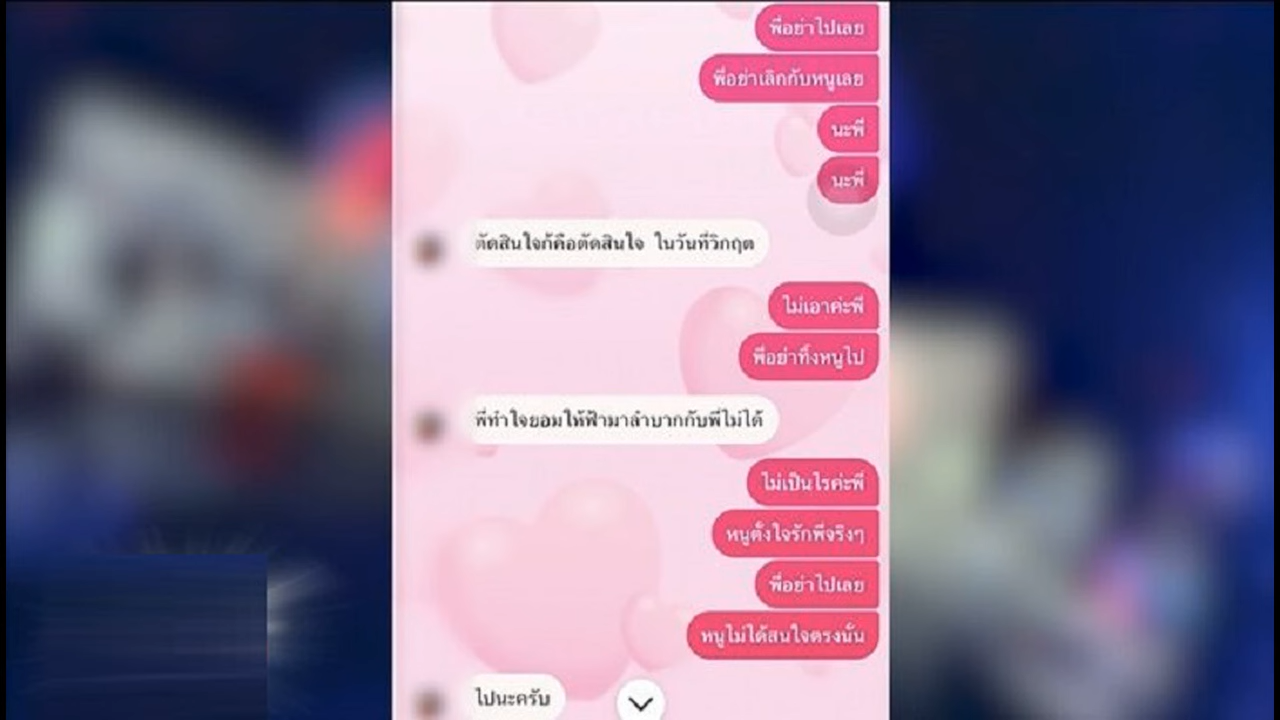 พี่อย่าไปเลย
พี่อย่าเลิกกับหนูเลย
นะพี่
นะพี่
ตัดสินใจก็คือตัดสินใจ ในวันที่วิกฤต
ไม่เอาค่ะพี่
พี่อย่าทิ้งหนูไป
พี่ทำใจยอมให้ฟ้ามาลำบากกับพี่ไม่ได้
ไม่เป็นไรค่ะพี่
หนูตั้งใจรักพี่จริงๆ
พี่อย่าไปเลย
หนูไม่ได้สนใจตรงนั้น
ไปนะครับ